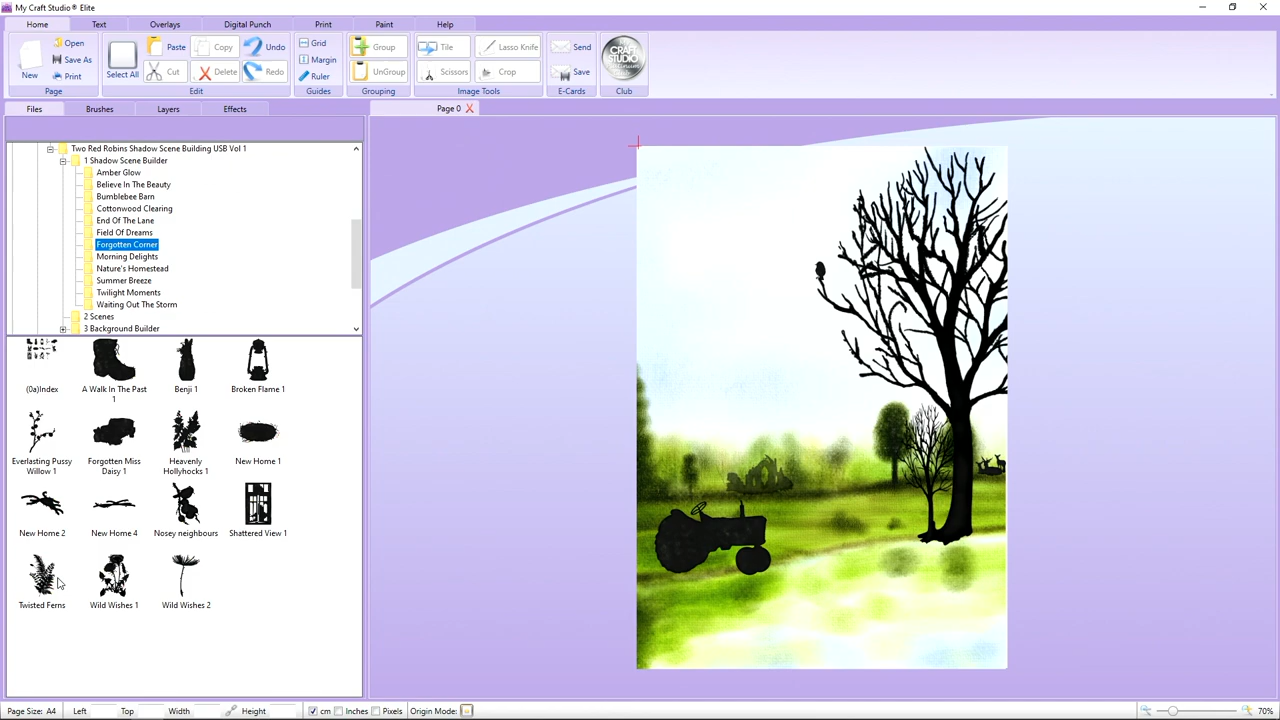 My Craft Studio® Elite
Home Text Overlays Digital Punch Print Paint Help
New Open Save As Print Select All Paste Copy Undo Cut Delete Redo Grid Margin Ruler Group UnGroup Tile Lasso Knife Scissors Crop Send Save
CRAFT STUDIO
Page Edit Guides Grouping Image Tools E-Cards Club
Files Brushes Layers Effects Page 0
Two Red Robins Shadow Scene Building USB Vol 1
1 Shadow Scene Builder
Amber Glow
Believe In The Beauty
Bumblebee Barn
Cottonwood Clearing
End Of The Lane
Field Of Dreams
Forgotten Corner
Morning Delights
Nature's Homestead
Summer Breeze
Twilight Moments
Waiting Out The Storm
2 Scenes
3 Background Builder
(0a)Index A Walk In The Past 1 Benji 1 Broken Flame 1
Everlasting Pussy Willow 1 Forgotten Miss Daisy 1 Heavenly Hollyhocks 1 New Home 1
New Home 2 New Home 4 Nosey neighbours Shattered View 1
Twisted Ferns Wild Wishes 1 Wild Wishes 2
Page Size: A4 Left Top Width Height cm Inches Pixels Origin Mode: 70%